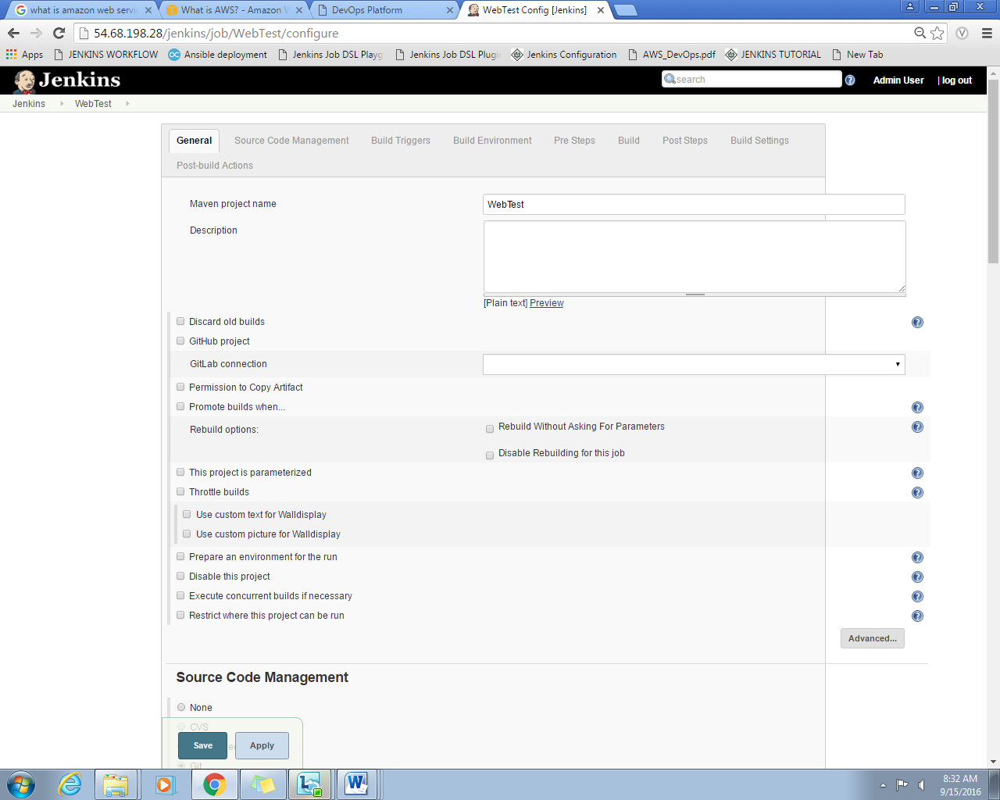 what is amazon web servi
What is AWS? - Amazon W
DevOps Platform
WebTest Config [Jenkins]
54.68.198.28/jenkins/job/WebTest/configure
Apps
JENKINS WORKFLOW
Ansible deployment
Jenkins Job DSL Playg
Jenkins Job DSL Plugi
Jenkins Configuration
AWS_DevOps.pdf
JENKINS TUTORIAL
New Tab
Jenkins
search
Admin User
| log out
Jenkins
WebTest
General
Source Code Management
Build Triggers
Build Environment
Pre Steps
Build
Post Steps
Build Settings
Post-build Actions
Maven project name
WebTest
Description
[Plain text] Preview
Discard old builds
GitHub project
GitLab connection
Permission to Copy Artifact
Promote builds when...
Rebuild options:
Rebuild Without Asking For Parameters
Disable Rebuilding for this job
This project is parameterized
Throttle builds
Use custom text for Walldisplay
Use custom picture for Walldisplay
Prepare an environment for the run
Disable this project
Execute concurrent builds if necessary
Restrict where this project can be run
Advanced...
Source Code Management
None
CVS
Save
Apply
Git
8:32 AM
9/15/2016